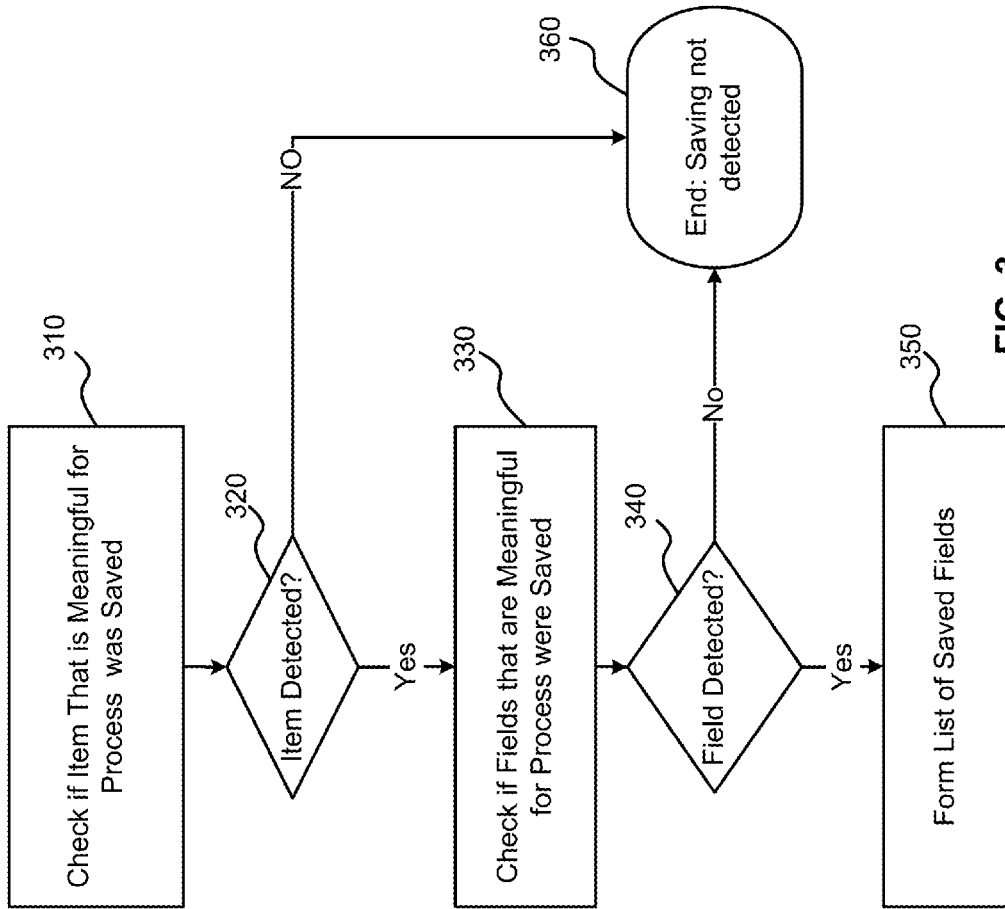 310
Check if Item That is Meaningful for
Process was Saved
320
Item Detected?
NO
Yes
330
Check if Fields that are Meaningful
for Process were Saved
340
Field Detected?
No
Yes
350
Form List of Saved Fields
360
End: Saving not
detected
FIG.